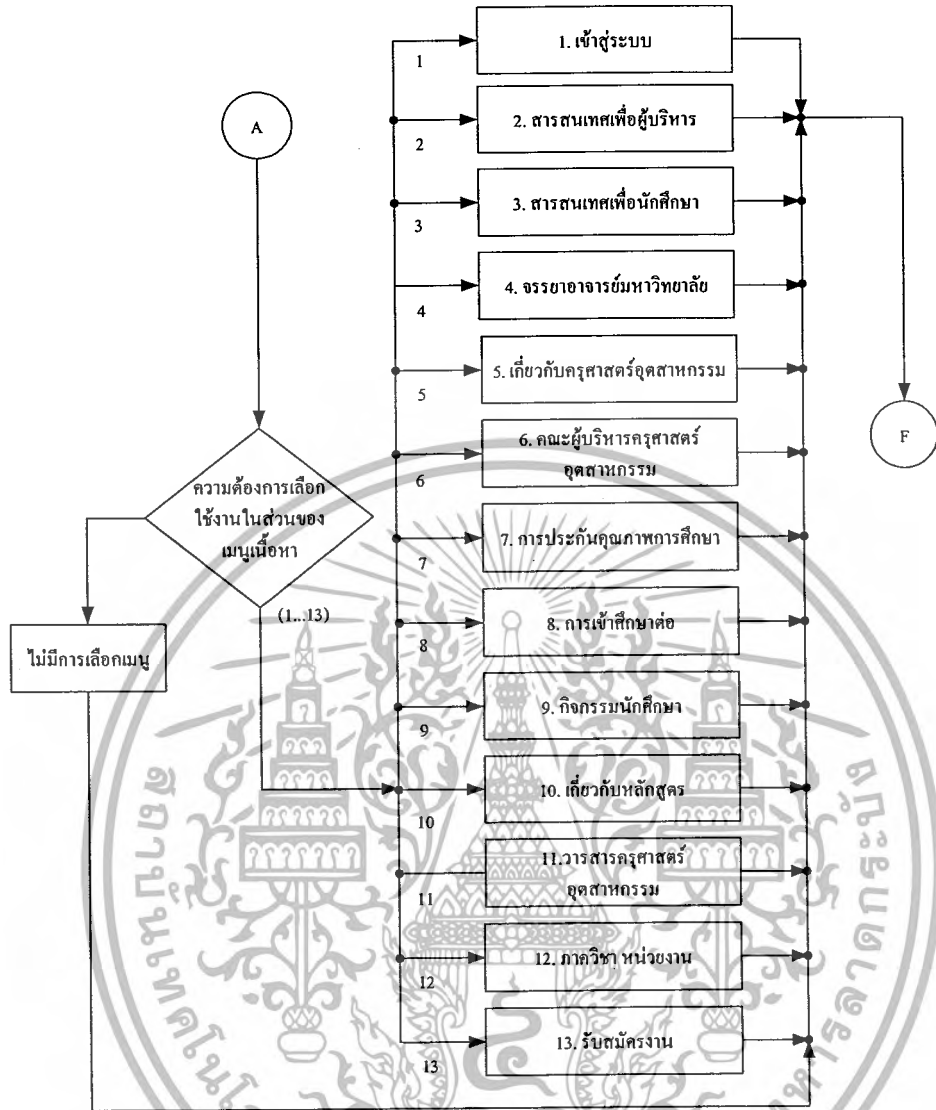 A
ความต้องการเลือก
ใช้งานในส่วนของ
เมนูเนื้อหา
(1...13)
ไม่มีการเลือกเมนู
1
1. เข้าสู่ระบบ
2
2. สารสนเทศเพื่อผู้บริหาร
3
3. สารสนเทศเพื่อนักศึกษา
4
4. จรรยาอาจารย์มหาวิทยาลัย
5
5. เกี่ยวกับครุศาสตร์อุตสาหกรรม
6
6. คณะผู้บริหารครุศาสตร์
อุตสาหกรรม
7
7. การประกันคุณภาพการศึกษา
8
8. การเข้าศึกษาต่อ
9
9. กิจกรรมนักศึกษา
10
10. เกี่ยวกับหลักสูตร
11
11.วารสารครุศาสตร์
อุตสาหกรรม
12
12. ภาควิชา หน่วยงาน
13
13. รับสมัครงาน
F